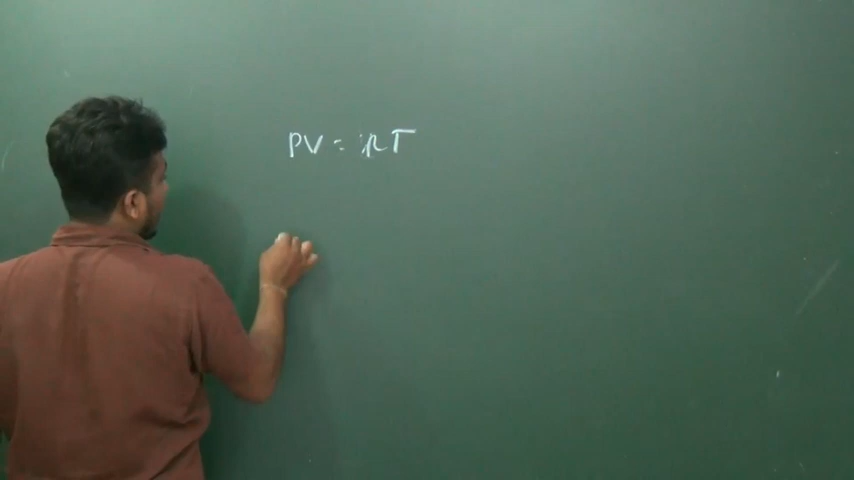 PV = nRT